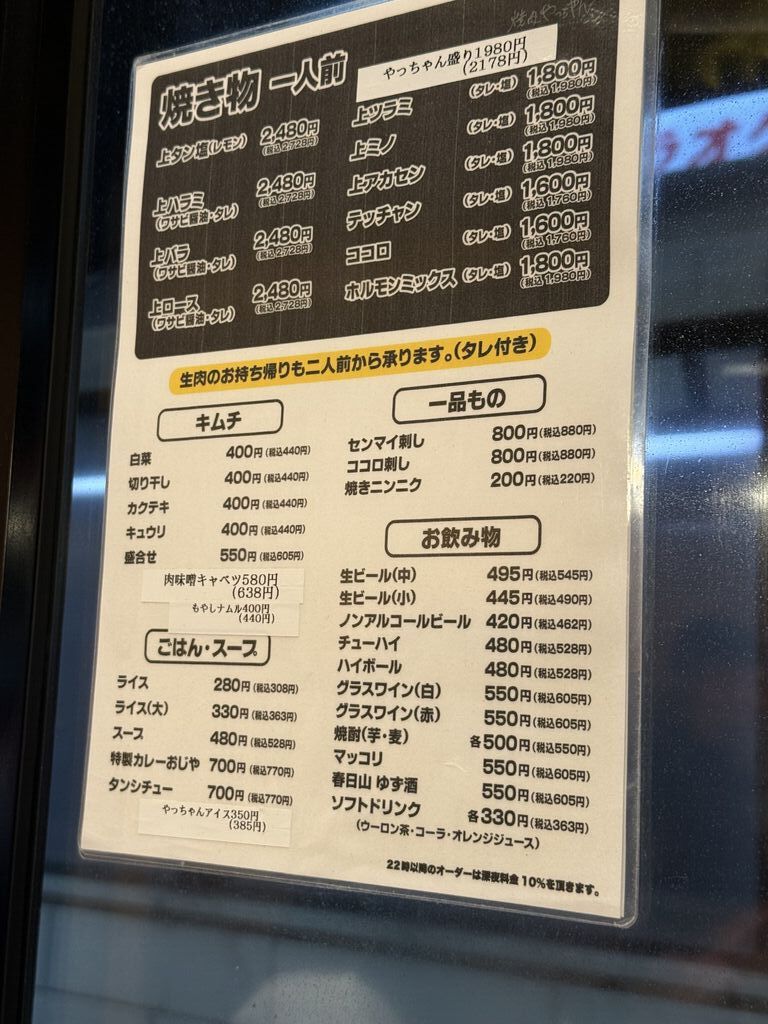 焼き物 一人前
やっちゃん盛り1980円
(2178円)
上タン塩(レモン) 2,480円
(税込 2,728円)
上ハラミ 2,480円
(ワサビ醤油・タレ) (税込 2,728円)
上バラ 2,480円
(ワサビ醤油・タレ) (税込 2,728円)
上ロース 2,480円
(ワサビ醤油・タレ) (税込 2,728円)
上ツラミ (タレ・塩) 1,800円
(税込 1,980円)
上ミノ (タレ・塩) 1,800円
(税込 1,980円)
上アカセン (タレ・塩) 1,800円
(税込 1,980円)
テッチャン (タレ・塩) 1,600円
(税込 1,760円)
ココロ (タレ・塩) 1,600円
(税込 1,760円)
ホルモンミックス (タレ・塩) 1,800円
(税込 1,980円)
生肉のお持ち帰りも二人前から承ります。(タレ付き)
キムチ
白菜 400円(税込440円)
切り干し 400円(税込440円)
カクテキ 400円(税込440円)
キュウリ 400円(税込440円)
盛合せ 550円(税込605円)
肉味噌キャベツ580円
(638円)
もやしナムル400円
(440円)
ごはん・スープ
ライス 280円(税込308円)
ライス(大) 330円(税込363円)
スープ 480円(税込528円)
特製カレーおじや 700円(税込770円)
タンシチュー 700円(税込770円)
やっちゃんアイス350円
(385円)
一品もの
センマイ刺し 800円(税込880円)
ココロ刺し 800円(税込880円)
焼きニンニク 200円(税込220円)
お飲み物
生ビール(中) 495円(税込545円)
生ビール(小) 445円(税込490円)
ノンアルコールビール 420円(税込462円)
チューハイ 480円(税込528円)
ハイボール 480円(税込528円)
グラスワイン(白) 550円(税込605円)
グラスワイン(赤) 550円(税込605円)
焼酎(芋・麦) 各500円(税込550円)
マッコリ 550円(税込605円)
春日山 ゆず酒 550円(税込605円)
ソフトドリンク 各330円(税込363円)
(ウーロン茶・コーラ・オレンジジュース)
22時以降のオーダーは深夜料金10%を頂きます。